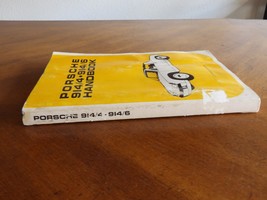 PORSCHE
914/4-914/6
HANDBOOK
PORSCHE 914/4 - 914/6